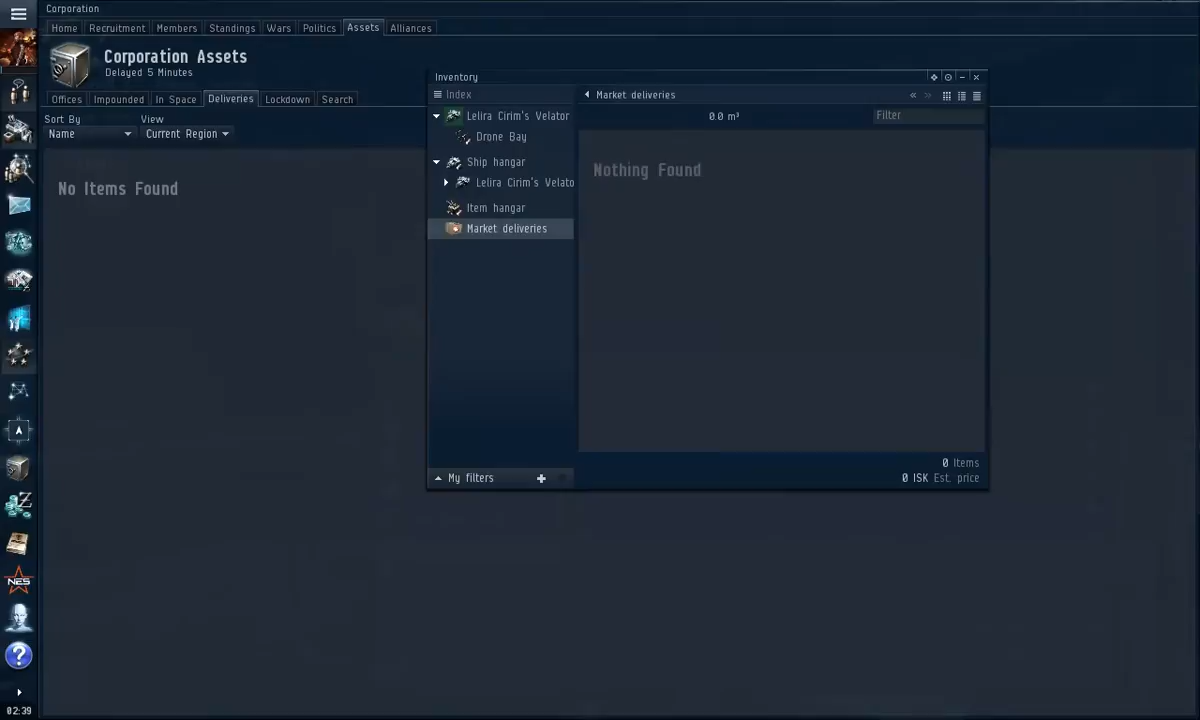 Corporation
Home Recruitment Members Standings Wars Politics Assets Alliances
Corporation Assets
Delayed 5 Minutes
Offices Impounded In Space Deliveries Lockdown Search
Sort By View
Name Current Region
No Items Found
Inventory
Index
Market deliveries
Lelira Cirim's Velator
0.0 m³
Filter
Drone Bay
Ship hangar
Nothing Found
Lelira Cirim's Velato
Item hangar
Market deliveries
0 Items
My filters
0 ISK Est. price
NES
?
02:39